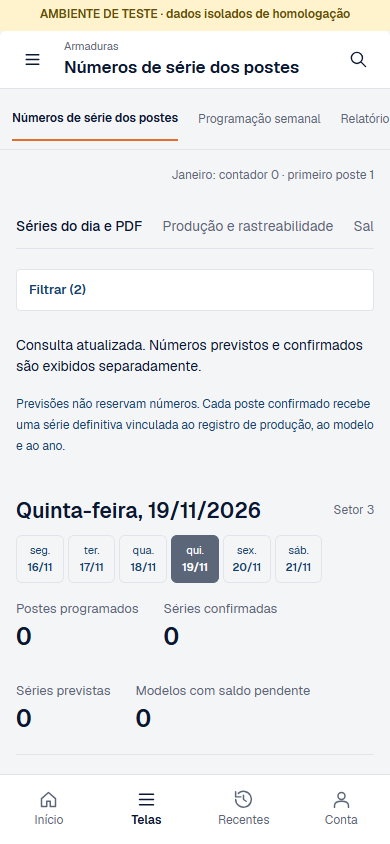 AMBIENTE DE TESTE · dados isolados de homologação
Armaduras
Números de série dos postes
Números de série dos postes
Programação semanal
Relatório
Janeiro: contador 0 · primeiro poste 1
Séries do dia e PDF
Produção e rastreabilidade
Sal
Filtrar (2)
Consulta atualizada. Números previstos e confirmados
são exibidos separadamente.
Previsões não reservam números. Cada poste confirmado recebe
uma série definitiva vinculada ao registro de produção, ao modelo
e ao ano.
Quinta-feira, 19/11/2026
Setor 3
seg.
16/11
ter.
17/11
qua.
18/11
qui.
19/11
sex.
20/11
sáb.
21/11
Postes programados
0
Séries confirmadas
0
Séries previstas
0
Modelos com saldo pendente
0
Início
Telas
Recentes
Conta